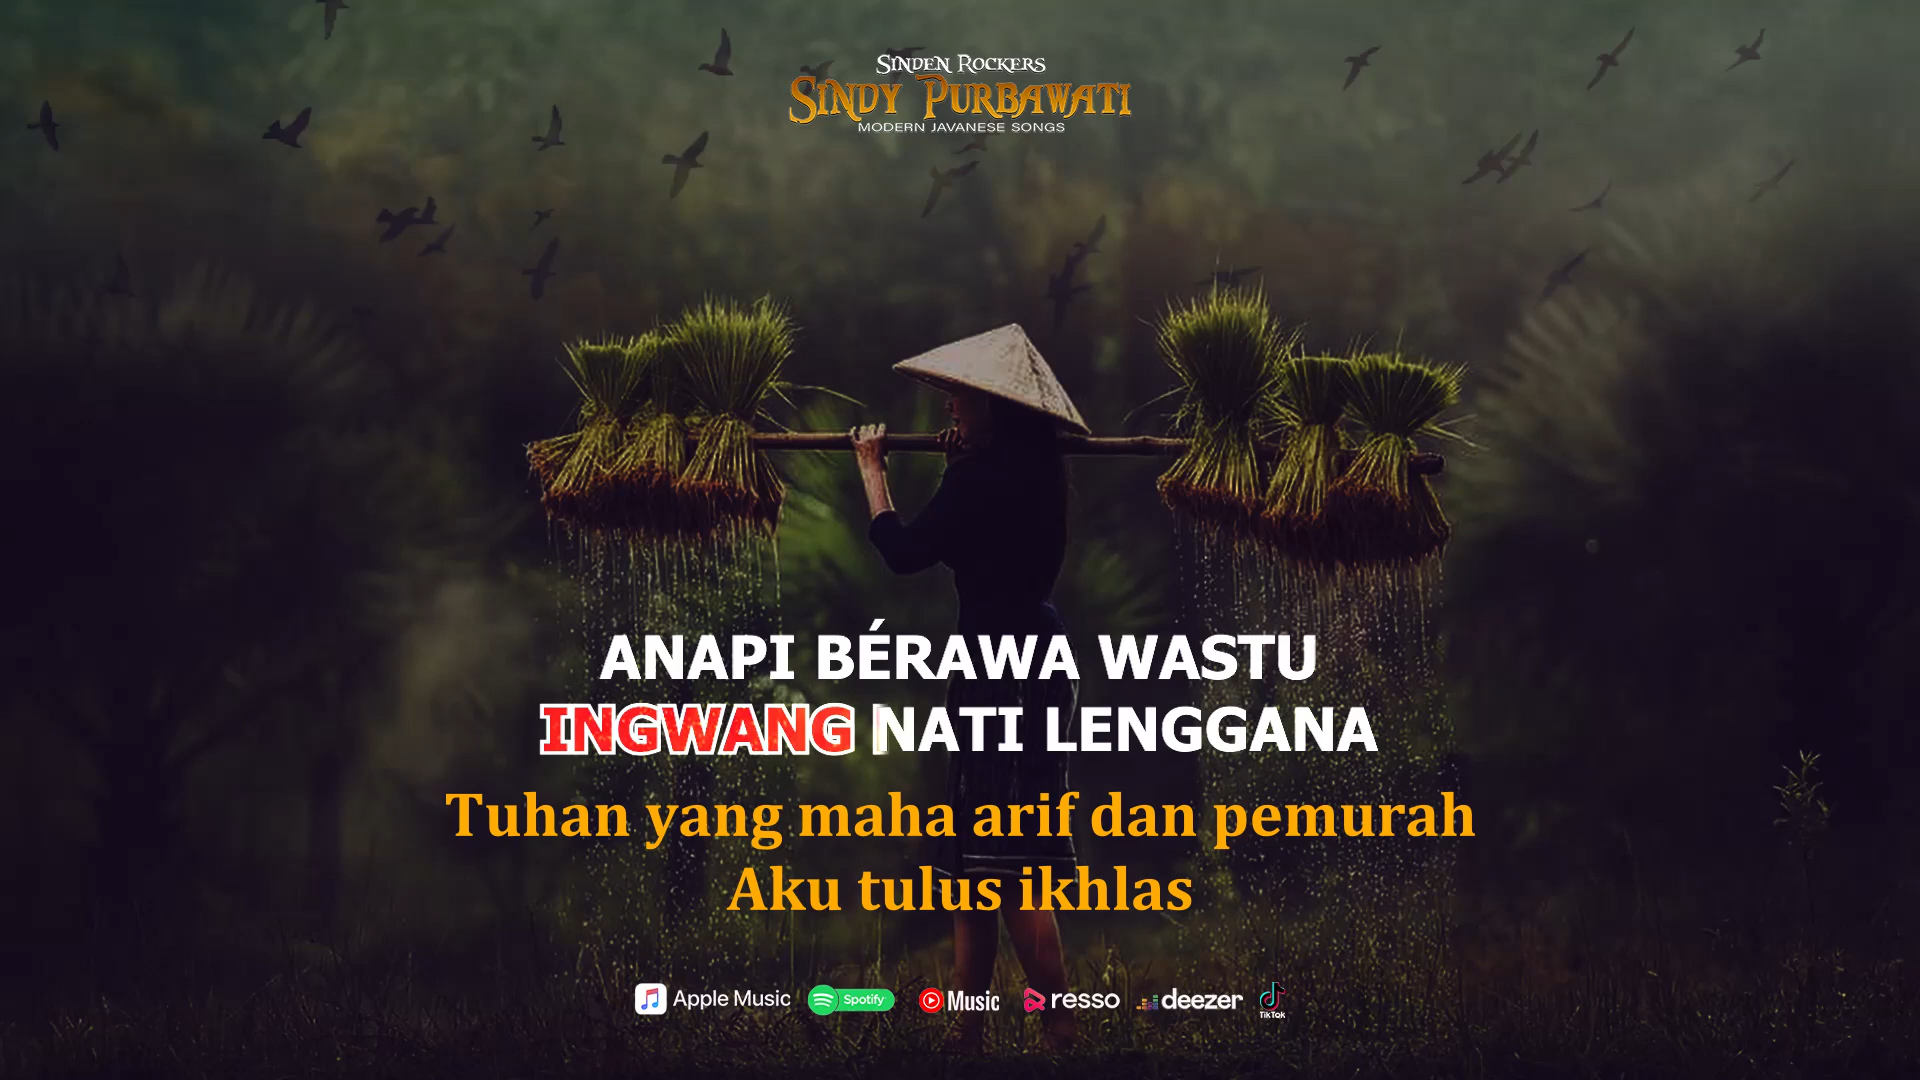 Sinden Rockers
Sindy Purbawati
MODERN JAVANESE SONGS
ANAPI BÉRAWA WASTU
INGWANG NATI LENGGANA
Tuhan yang maha arif dan pemurah
Aku tulus ikhlas
Apple Music Spotify Music resso deezer TikTok